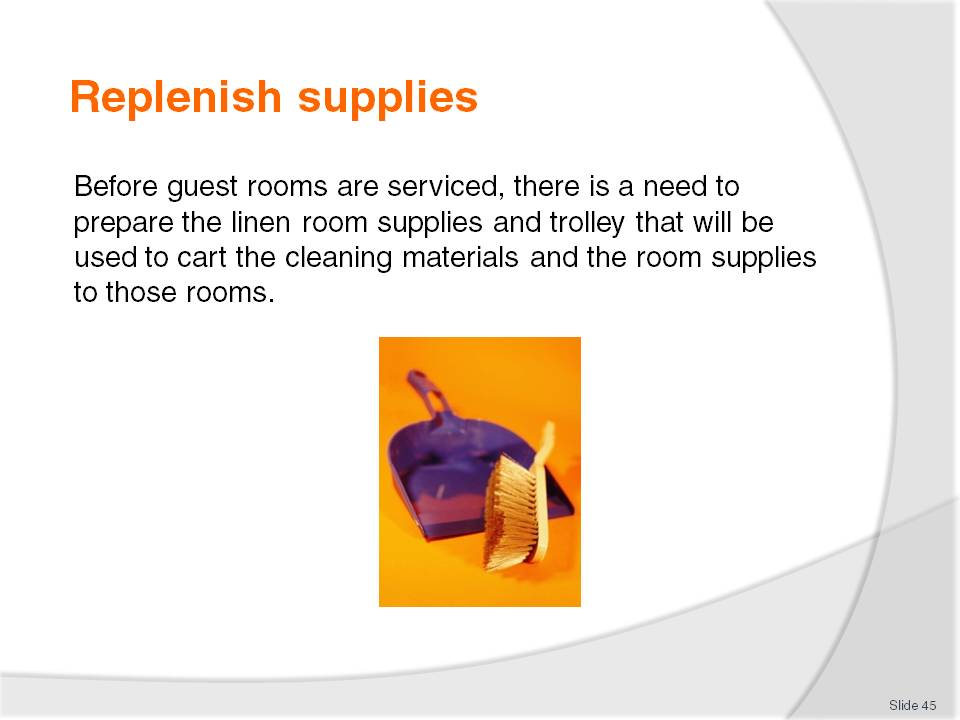 Replenish supplies
Before guest rooms are serviced, there is a need to
prepare the linen room supplies and trolley that will be
used to cart the cleaning materials and the room supplies
to those rooms.
Slide 45